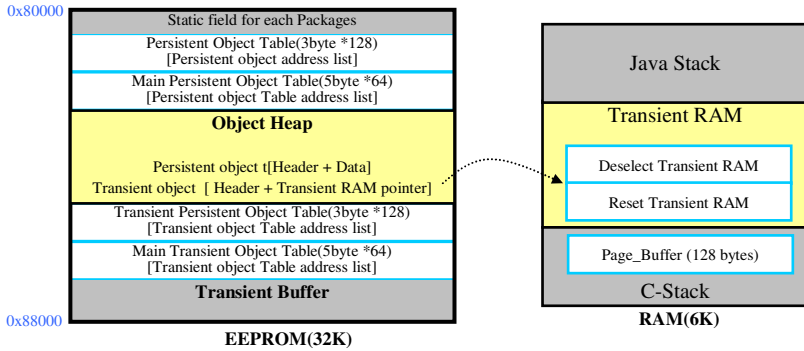 0x80000
Static field for each Packages
Persistent Object Table(3byte *128)
[Persistent object address list]
Main Persistent Object Table(5byte *64)
[Persistent object Table address list]
Object Heap
Persistent object t[Header + Data]
Transient object [ Header + Transient RAM pointer]
Transient Persistent Object Table(3byte *128)
[Transient object address list]
Main Transient Object Table(5byte *64)
[Transient object Table address list]
Transient Buffer
0x88000
EEPROM(32K)
Java Stack
Transient RAM
Deselect Transient RAM
Reset Transient RAM
Page_Buffer (128 bytes)
C-Stack
RAM(6K)